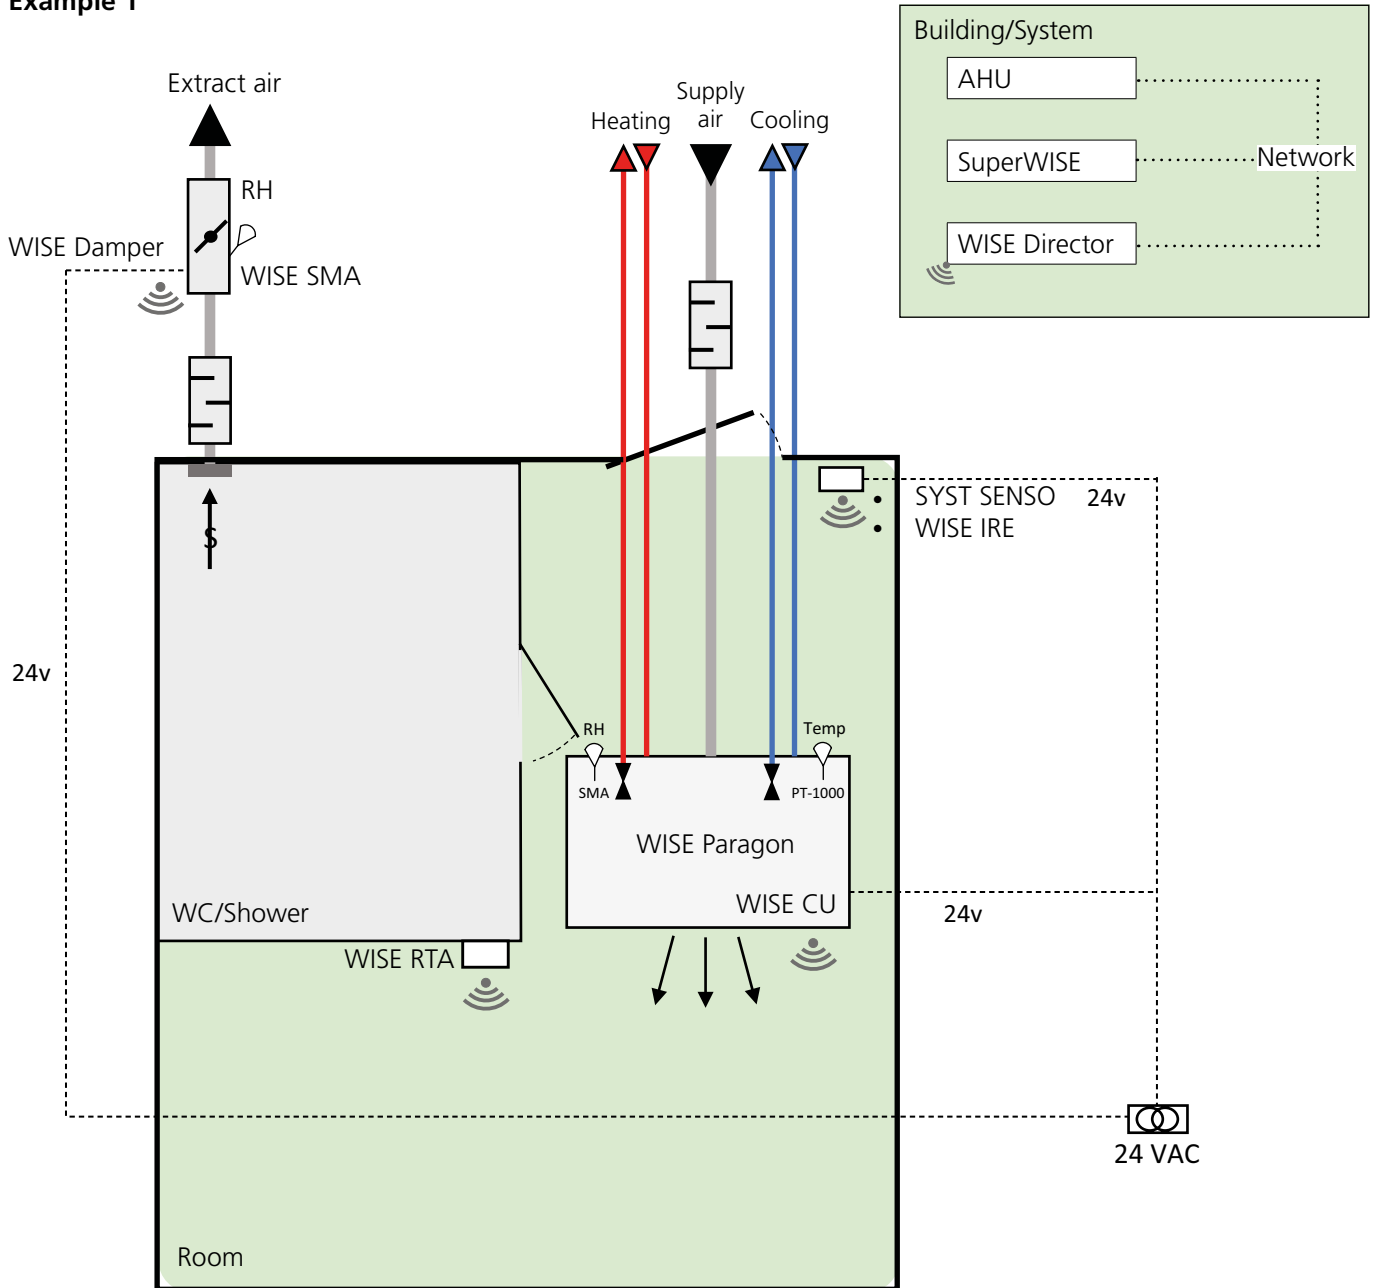 Example 1
Building/System
AHU
SuperWISE
Network
WISE Director
Extract air
RH
WISE Damper
WISE SMA
Heating
Supply
air
Cooling
S
SYST SENSO
WISE IRE
24v
24v
RH
SMA
Temp
PT-1000
WISE Paragon
WISE CU
24v
WC/Shower
WISE RTA
24 VAC
Room